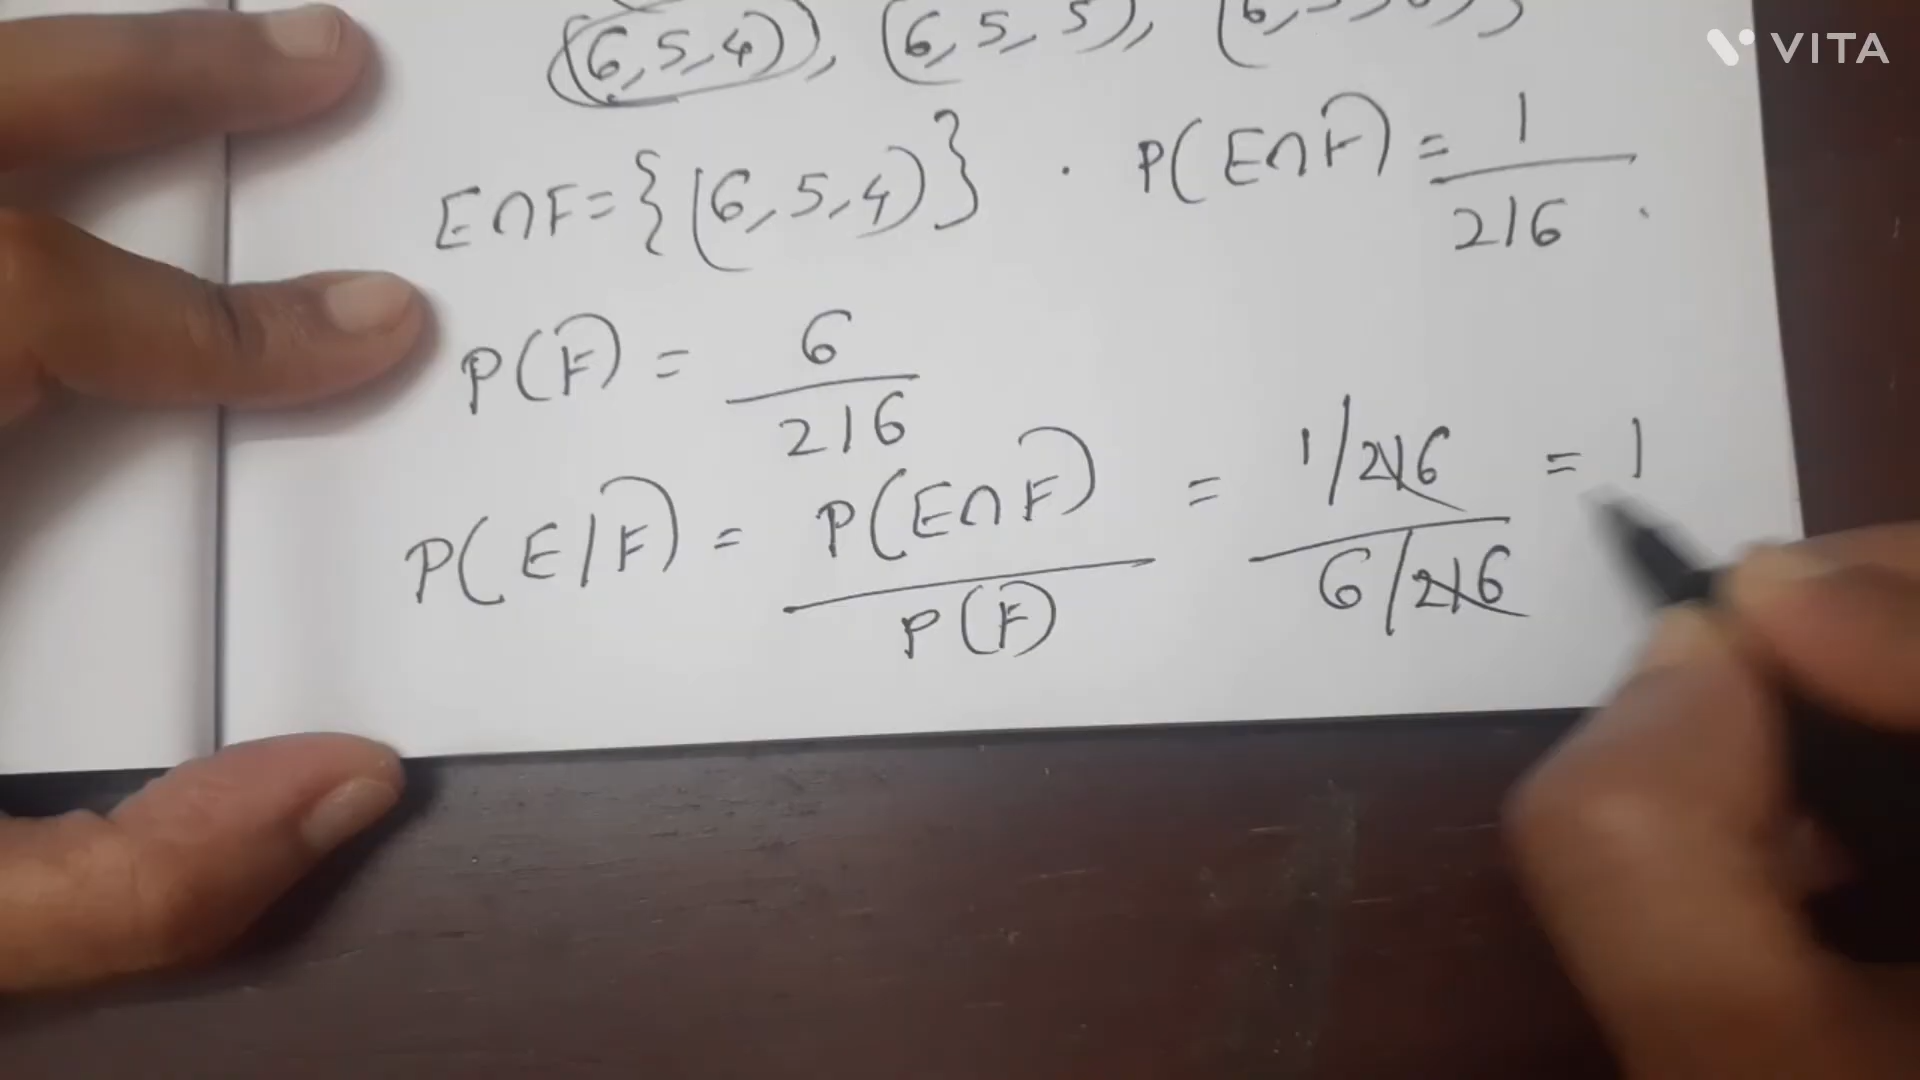 (6,5,4), (6,5,5), (6,
VITA
E∩F={(6,5,4)} . P(E∩F)=1/216.
P(F) = 6/216
P(E/F) = P(E∩F)/P(F) = 1/216/6/216 = 1